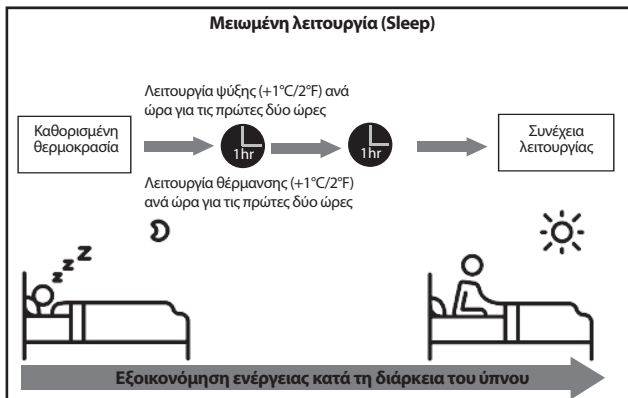 Μειωμένη λειτουργία (Sleep)
Λειτουργία ψύξης (+1°C/2°F) ανά
ώρα για τις πρώτες δύο ώρες
Καθορισμένη
θερμοκρασία
1hr
1hr
Συνέχεια
λειτουργίας
Λειτουργία θέρμανσης (+1°C/2°F)
ανά ώρα για τις πρώτες δύο ώρες
z z z
Εξοικονόμηση ενέργειας κατά τη διάρκεια του ύπνου